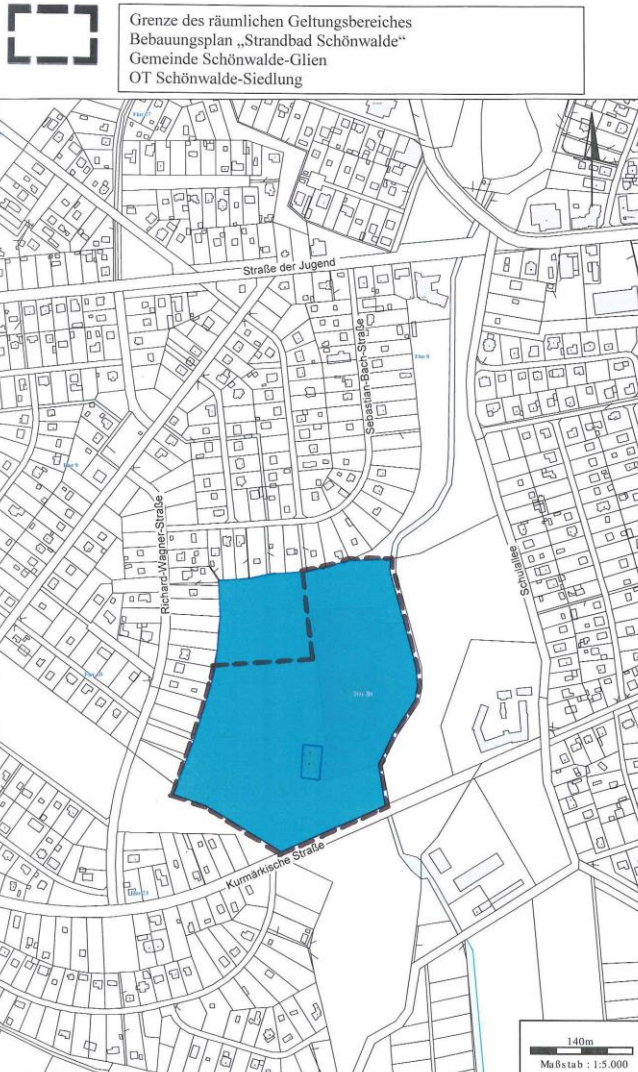 Grenze des räumlichen Geltungsbereiches
Bebauungsplan „Strandbad Schönwalde“
Gemeinde Schönwalde-Glien
OT Schönwalde-Siedlung
Straße der Jugend
Sebastian-Bach-Straße
Richard-Wagner-Straße
Schulallee
Kurmärkische Straße
140m
Maßstab : 1:5.000